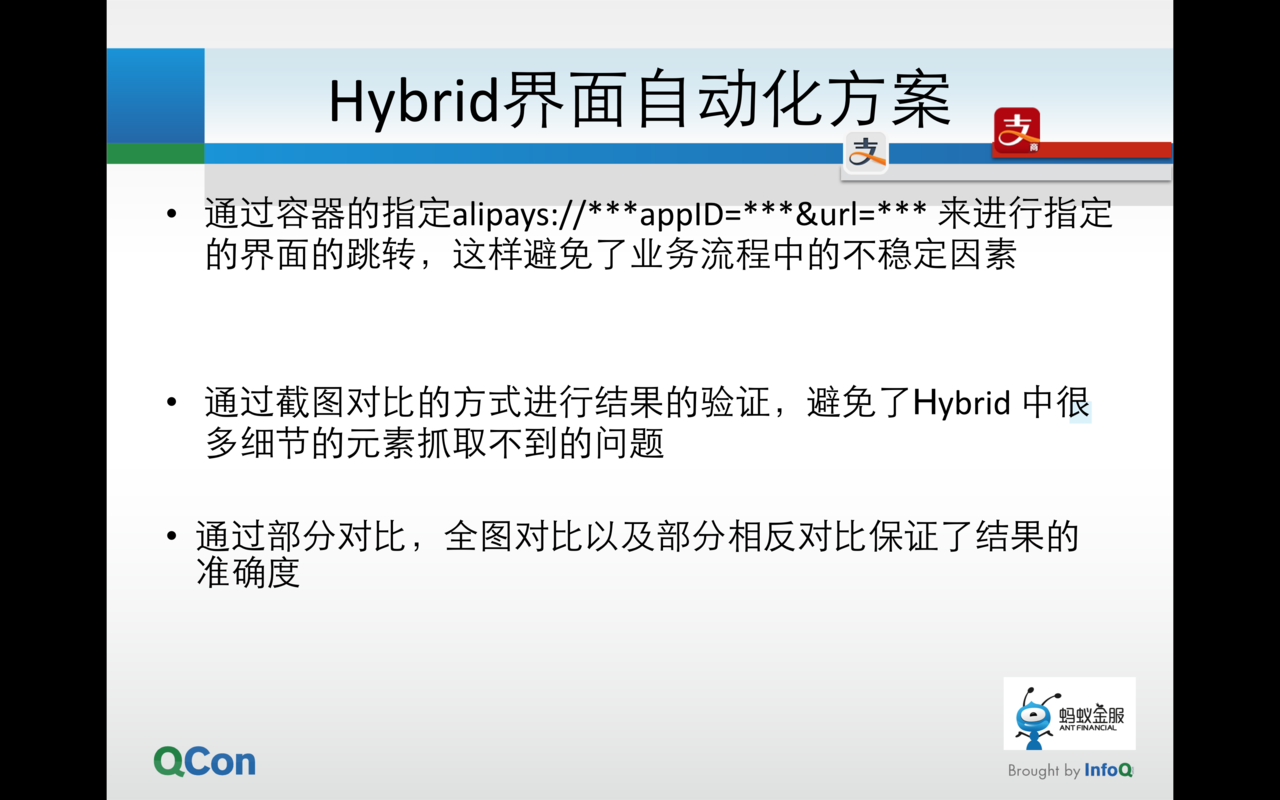 Hybrid界面自动化方案
支
商
支
• 通过容器的指定alipays://***appID=***&url=*** 来进行指定
的界面的跳转，这样避免了业务流程中的不稳定因素
• 通过截图对比的方式进行结果的验证，避免了Hybrid 中很
多细节的元素抓取不到的问题
• 通过部分对比，全图对比以及部分相反对比保证了结果的
准确度
蚂蚁金服
ANT FINANCIAL
QCon
Brought by InfoQ